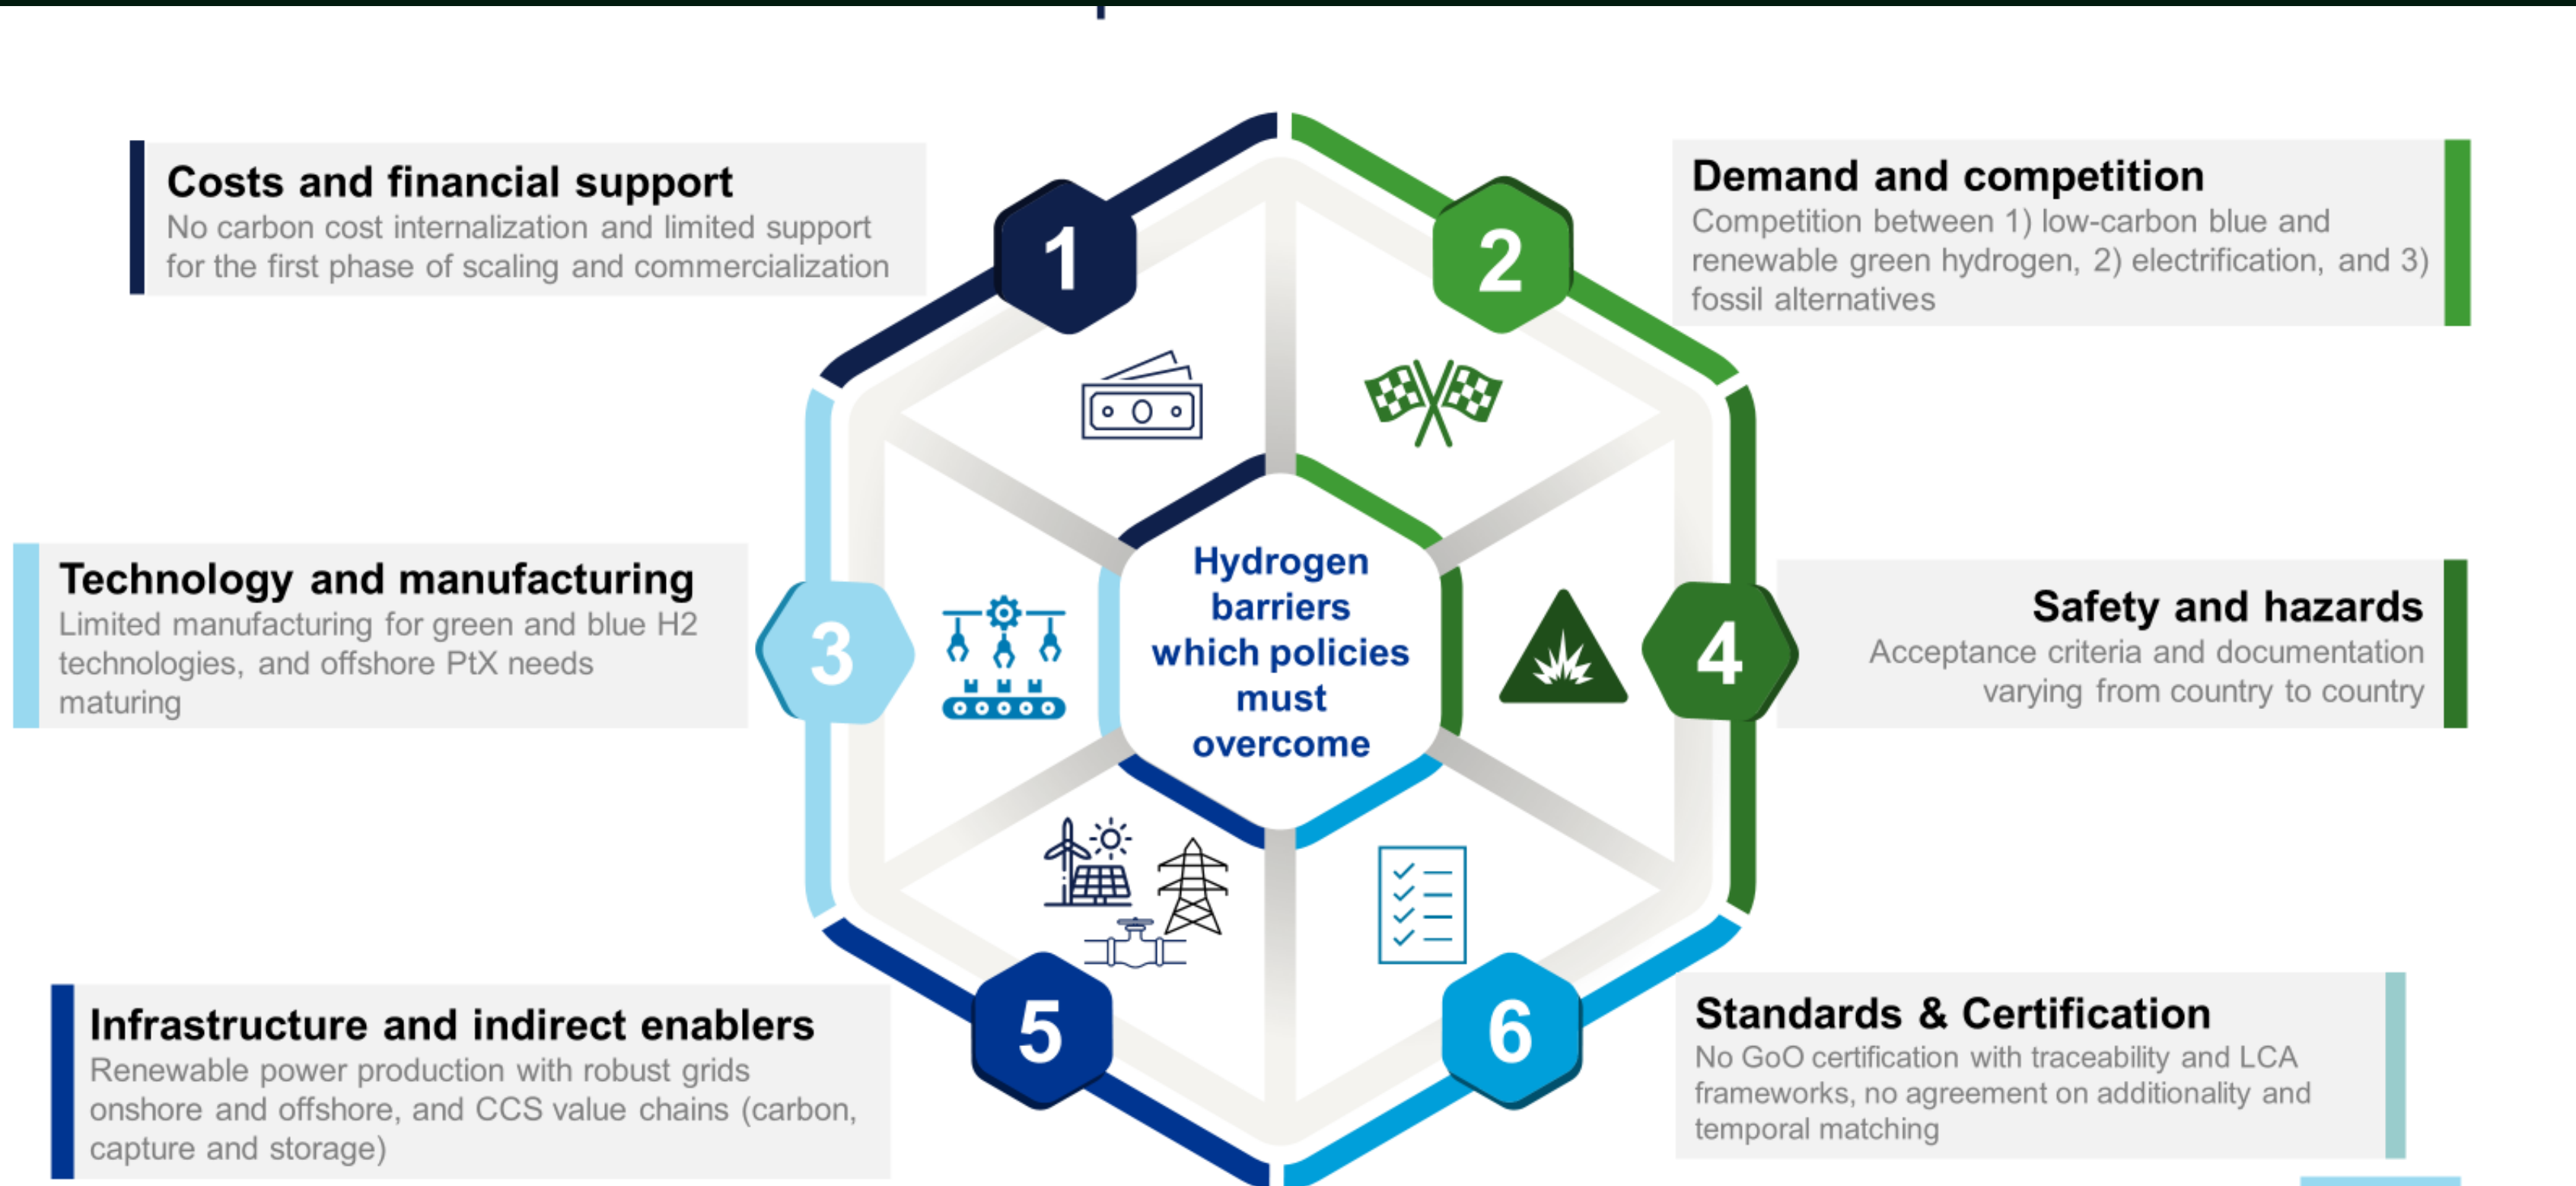 Costs and financial support
No carbon cost internalization and limited support
for the first phase of scaling and commercialization
1
2
Demand and competition
Competition between 1) low-carbon blue and
renewable green hydrogen, 2) electrification, and 3)
fossil alternatives
Technology and manufacturing
Limited manufacturing for green and blue H2
technologies, and offshore PtX needs
maturing
3
Hydrogen
barriers
which policies
must
overcome
4
Safety and hazards
Acceptance criteria and documentation
varying from country to country
Infrastructure and indirect enablers
Renewable power production with robust grids
onshore and offshore, and CCS value chains (carbon,
capture and storage)
5
6
Standards & Certification
No GoO certification with traceability and LCA
frameworks, no agreement on additionality and
temporal matching